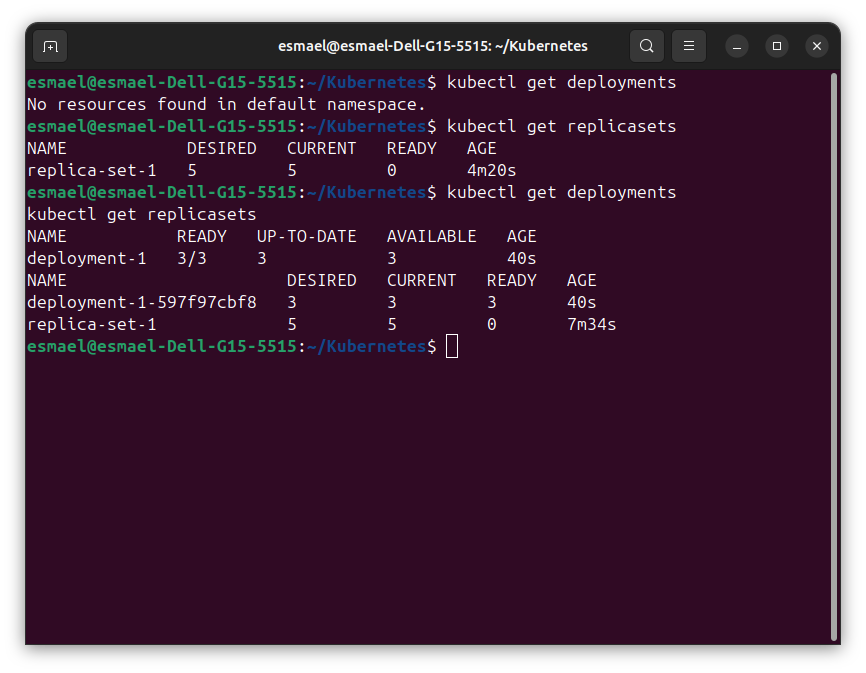 esmael@esmael-Dell-G15-5515: ~/Kubernetes
esmael@esmael-Dell-G15-5515:~/Kubernetes$ kubectl get deployments
No resources found in default namespace.
esmael@esmael-Dell-G15-5515:~/Kubernetes$ kubectl get replicasets
NAME            DESIRED   CURRENT   READY   AGE
replica-set-1   5         5         0       4m20s
esmael@esmael-Dell-G15-5515:~/Kubernetes$ kubectl get deployments
kubectl get replicasets
NAME           READY   UP-TO-DATE   AVAILABLE   AGE
deployment-1   3/3     3            3           40s
NAME                      DESIRED   CURRENT   READY   AGE
deployment-1-597f97cbf8   3         3         3       40s
replica-set-1             5         5         0       7m34s
esmael@esmael-Dell-G15-5515:~/Kubernetes$